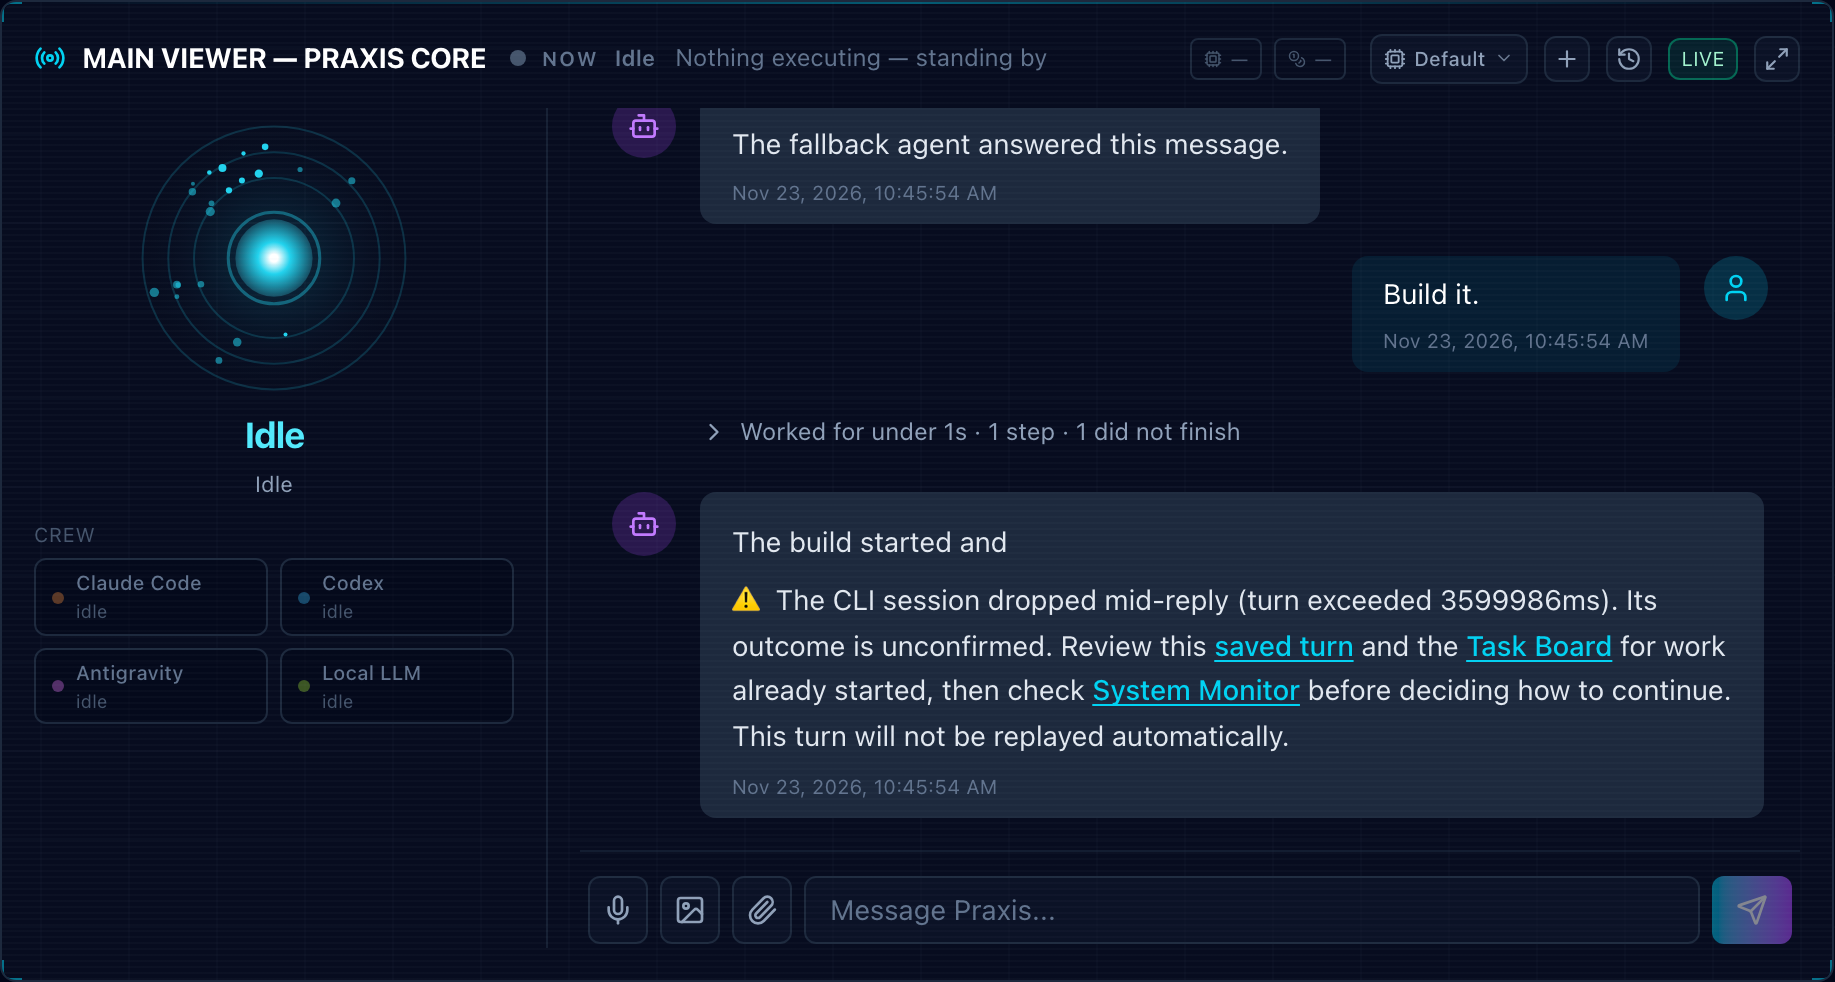 MAIN VIEWER — PRAXIS CORE NOW Idle Nothing executing — standing by — — Default LIVE
Idle
Idle
CREW
Claude Code
idle
Codex
idle
Antigravity
idle
Local LLM
idle
The fallback agent answered this message.
Nov 23, 2026, 10:45:54 AM
Build it.
Nov 23, 2026, 10:45:54 AM
Worked for under 1s · 1 step · 1 did not finish
The build started and
⚠️ The CLI session dropped mid-reply (turn exceeded 3599986ms). Its
outcome is unconfirmed. Review this saved turn and the Task Board for work
already started, then check System Monitor before deciding how to continue.
This turn will not be replayed automatically.
Nov 23, 2026, 10:45:54 AM
Message Praxis...